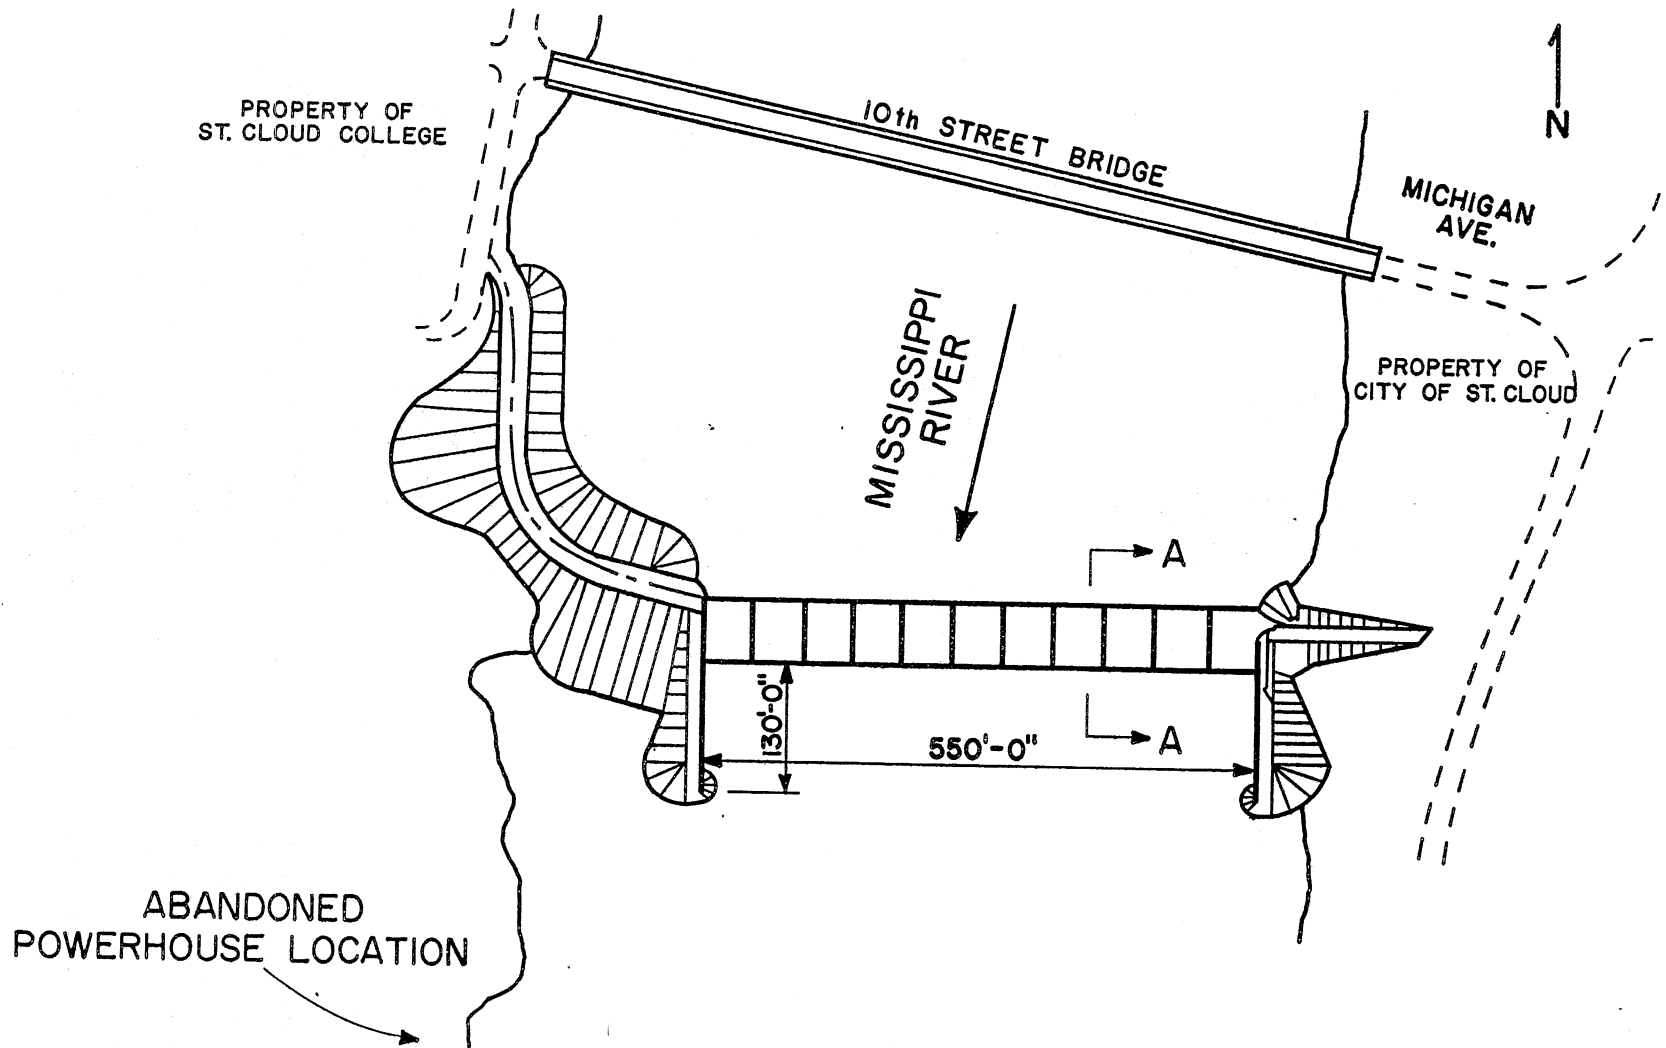 PROPERTY OF
ST. CLOUD COLLEGE
10th STREET BRIDGE
N
MICHIGAN
AVE.
MISSISSIPPI
RIVER
PROPERTY OF
CITY OF ST. CLOUD
A
130'-0"
550'-0"
A
ABANDONED
POWERHOUSE LOCATION